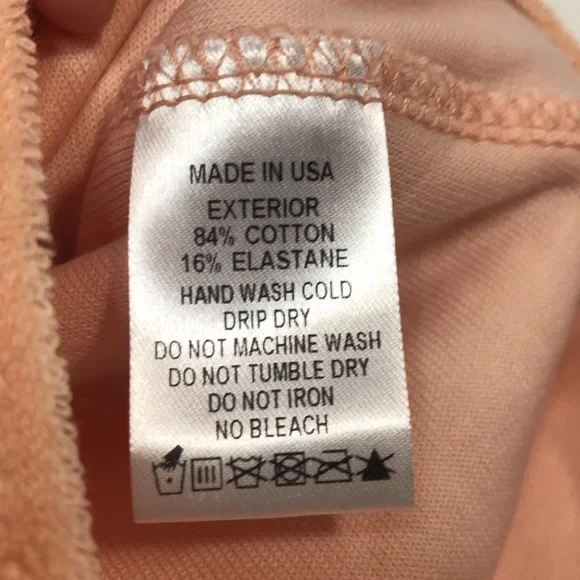 MADE IN USA
EXTERIOR
84% COTTON
16% ELASTANE
HAND WASH COLD
DRIP DRY
DO NOT MACHINE WASH
DO NOT TUMBLE DRY
DO NOT IRON
NO BLEACH